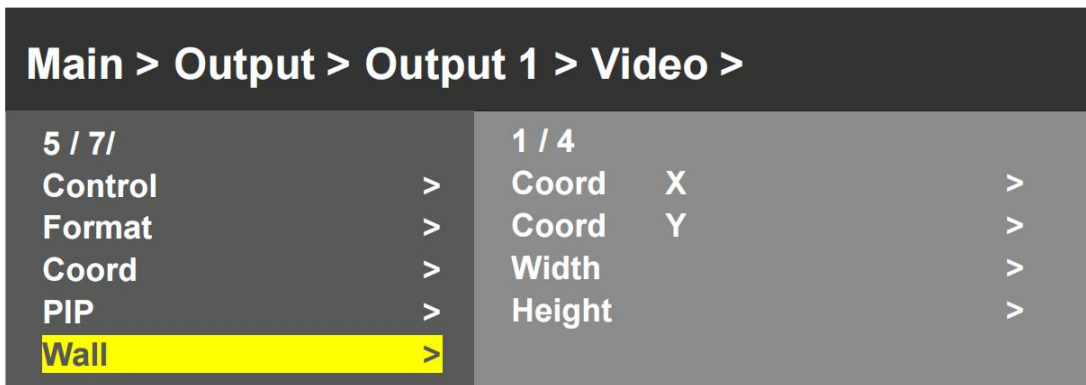 Main > Output > Output 1 > Video >
5 / 7/
Control >
Format >
Coord >
PIP >
Wall >
1 / 4
Coord X >
Coord Y >
Width >
Height >